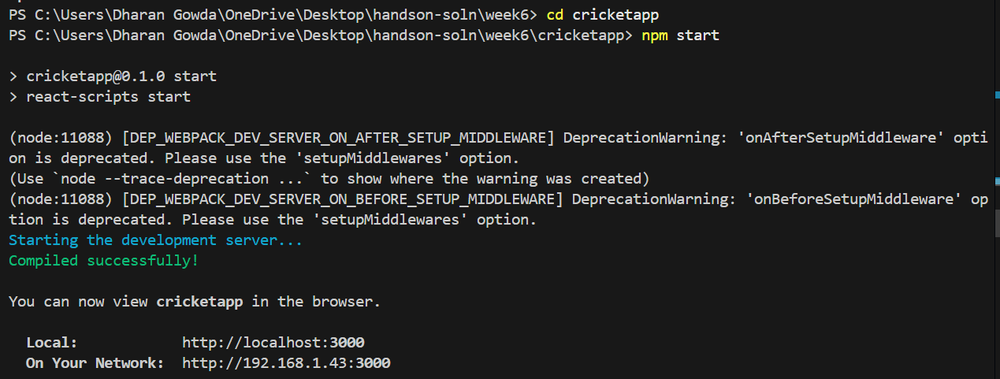 PS C:\Users\Dharan Gowda\OneDrive\Desktop\handson-soln\week6> cd cricketapp
PS C:\Users\Dharan Gowda\OneDrive\Desktop\handson-soln\week6\cricketapp> npm start
> cricketapp@0.1.0 start
> react-scripts start
(node:11088) [DEP_WEBPACK_DEV_SERVER_ON_AFTER_SETUP_MIDDLEWARE] DeprecationWarning: 'onAfterSetupMiddleware' opti
on is deprecated. Please use the 'setupMiddlewares' option.
(Use `node --trace-deprecation ...` to show where the warning was created)
(node:11088) [DEP_WEBPACK_DEV_SERVER_ON_BEFORE_SETUP_MIDDLEWARE] DeprecationWarning: 'onBeforeSetupMiddleware' op
tion is deprecated. Please use the 'setupMiddlewares' option.
Starting the development server...
Compiled successfully!
You can now view cricketapp in the browser.
Local: http://localhost:3000
On Your Network: http://192.168.1.43:3000